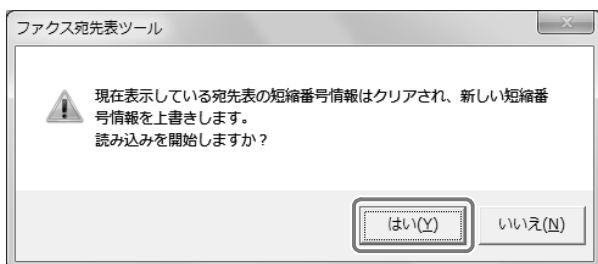 ファクス宛先表ツール
現在表示している宛先表の短縮番号情報はクリアされ、新しい短縮番
号情報を上書きします。
読み込みを開始しますか？
はい(Y) いいえ(N)